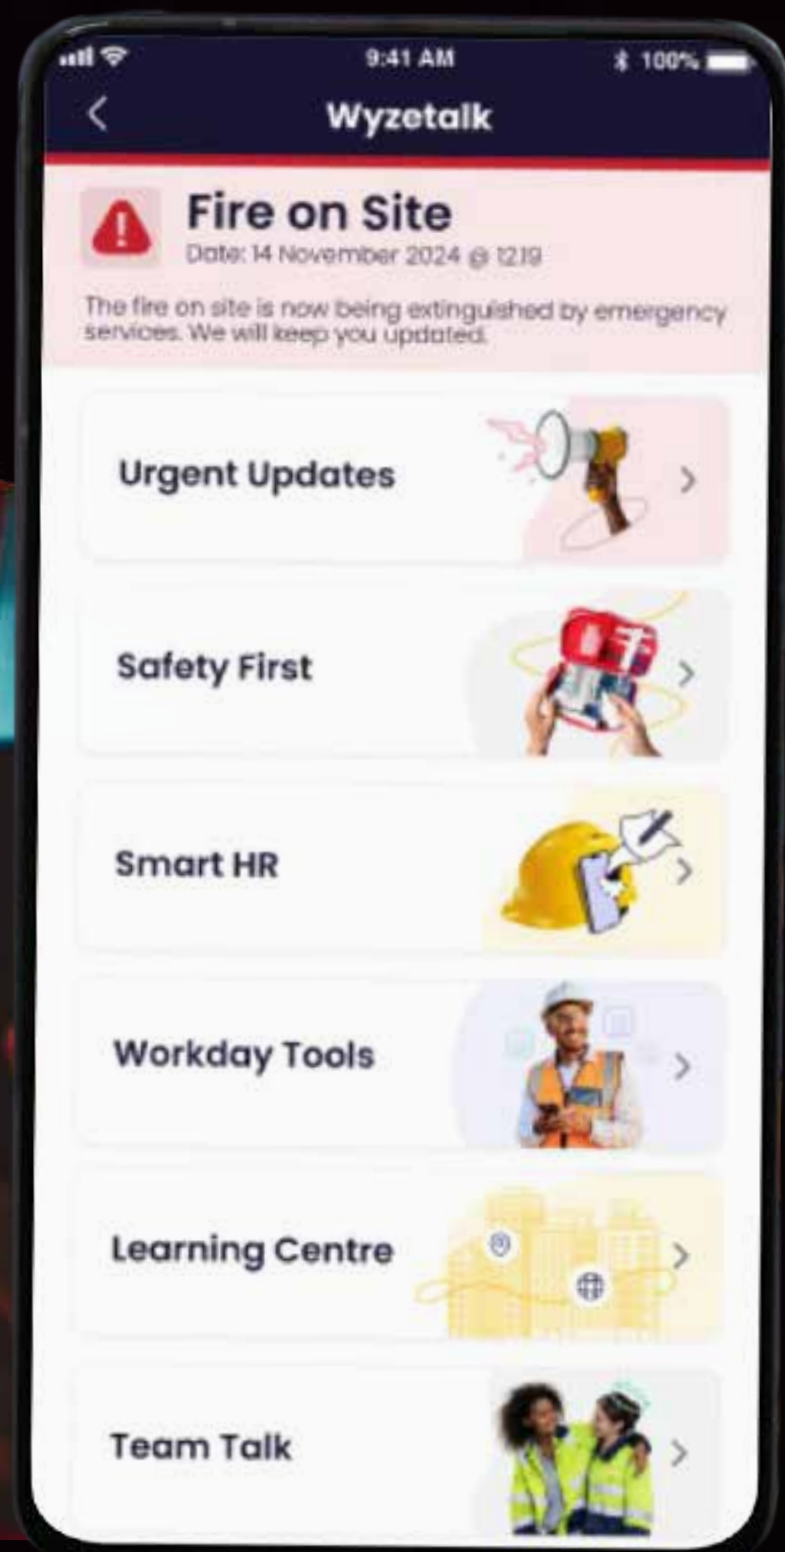 9:41 AM
100%
Wyzetalk
Fire on Site
Date: 14 November 2024 @ 12:19
The fire on site is now being extinguished by emergency
services. We will keep you updated.
Urgent Updates
Safety First
Smart HR
Workday Tools
Learning Centre
Team Talk